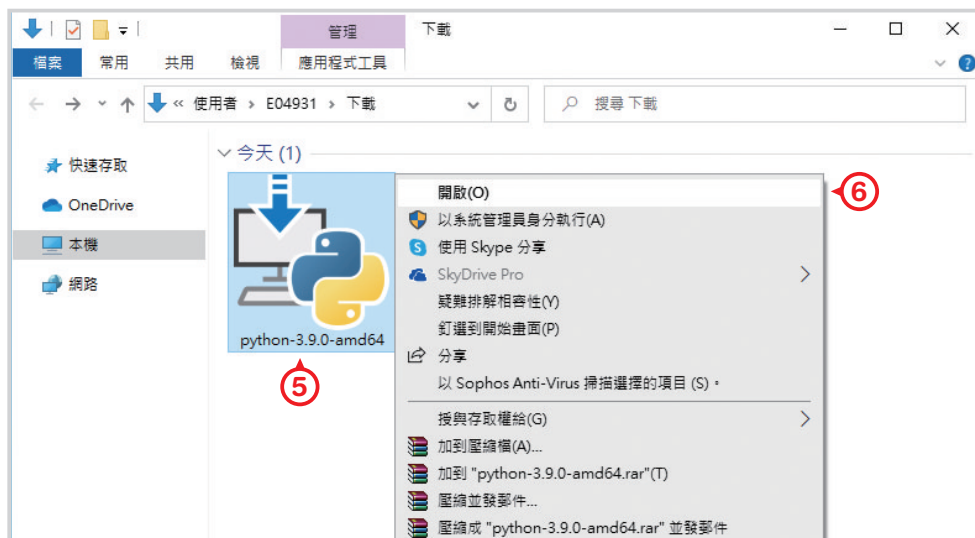 管理
下載
檔案
常用
共用
檢視
應用程式工具
?
« 使用者 › E04931 › 下載
搜尋 下載
今天 (1)
快速存取
OneDrive
本機
網路
python-3.9.0-amd64
5
開啟(O)
6
以系統管理員身分執行(A)
使用 Skype 分享
SkyDrive Pro
疑難排解相容性(Y)
釘選到開始畫面(P)
分享
以 Sophos Anti-Virus 掃描選擇的項目 (S)。
授與存取權給(G)
加到壓縮檔(A)...
加到 "python-3.9.0-amd64.rar"(T)
壓縮並發郵件...
壓縮成 "python-3.9.0-amd64.rar" 並發郵件